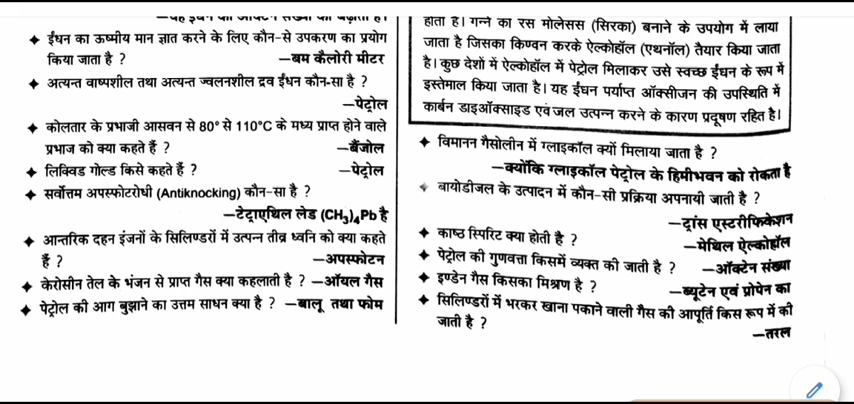 ◆ ईंधन का ऊष्मीय मान ज्ञात करने के लिए कौन-से उपकरण का प्रयोग
किया जाता है ? —बम कैलोरी मीटर
◆ अत्यन्त वाष्पशील तथा अत्यन्त ज्वलनशील द्रव ईंधन कौन-सा है ?
—पेट्रोल
◆ कोलतार के प्रभाजी आसवन से 80° से 110°C के मध्य प्राप्त होने वाले
प्रभाज को क्या कहते हैं ? —बैंजोल
◆ लिक्विड गोल्ड किसे कहते हैं ? —पेट्रोल
◆ सर्वोत्तम अपस्फोटरोधी (Antiknocking) कौन-सा है ?
—टेट्राएथिल लेड (CH₃)₄Pb है
◆ आन्तरिक दहन इंजनों के सिलिण्डरों में उत्पन्न तीव्र ध्वनि को क्या कहते
हैं ? —अपस्फोटन
◆ केरोसीन तेल के भंजन से प्राप्त गैस क्या कहलाती है ? —ऑयल गैस
◆ पेट्रोल की आग बुझाने का उत्तम साधन क्या है ? —बालू तथा फोम
होता है। गन्ने का रस मोलेसस (सिरका) बनाने के उपयोग में लाया
जाता है जिसका किण्वन करके ऐल्कोहॉल (एथनॉल) तैयार किया जाता
है। कुछ देशों में ऐल्कोहॉल में पेट्रोल मिलाकर उसे स्वच्छ ईंधन के रूप में
इस्तेमाल किया जाता है। यह ईंधन पर्याप्त ऑक्सीजन की उपस्थिति में
कार्बन डाइऑक्साइड एवं जल उत्पन्न करने के कारण प्रदूषण रहित है।
◆ विमानन गैसोलीन में ग्लाइकॉल क्यों मिलाया जाता है ?
—क्योंकि ग्लाइकॉल पेट्रोल के हिमीभवन को रोकता है
◆ बायोडीजल के उत्पादन में कौन-सी प्रक्रिया अपनायी जाती है ?
—ट्रांस एस्टरीफिकेशन
◆ काष्ठ स्पिरिट क्या होती है ? —मेथिल ऐल्कोहॉल
◆ पेट्रोल की गुणवत्ता किसमें व्यक्त की जाती है ? —ऑक्टेन संख्या
◆ इण्डेन गैस किसका मिश्रण है ? —ब्यूटेन एवं प्रोपेन का
◆ सिलिण्डरों में भरकर खाना पकाने वाली गैस की आपूर्ति किस रूप में की
जाती है ? —तरल